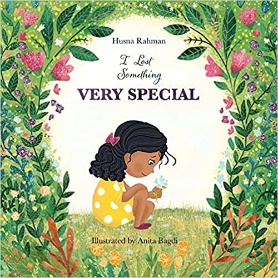 Husna Rahman
I Lost
Something
VERY SPECIAL
Illustrated by Anita Bagdi